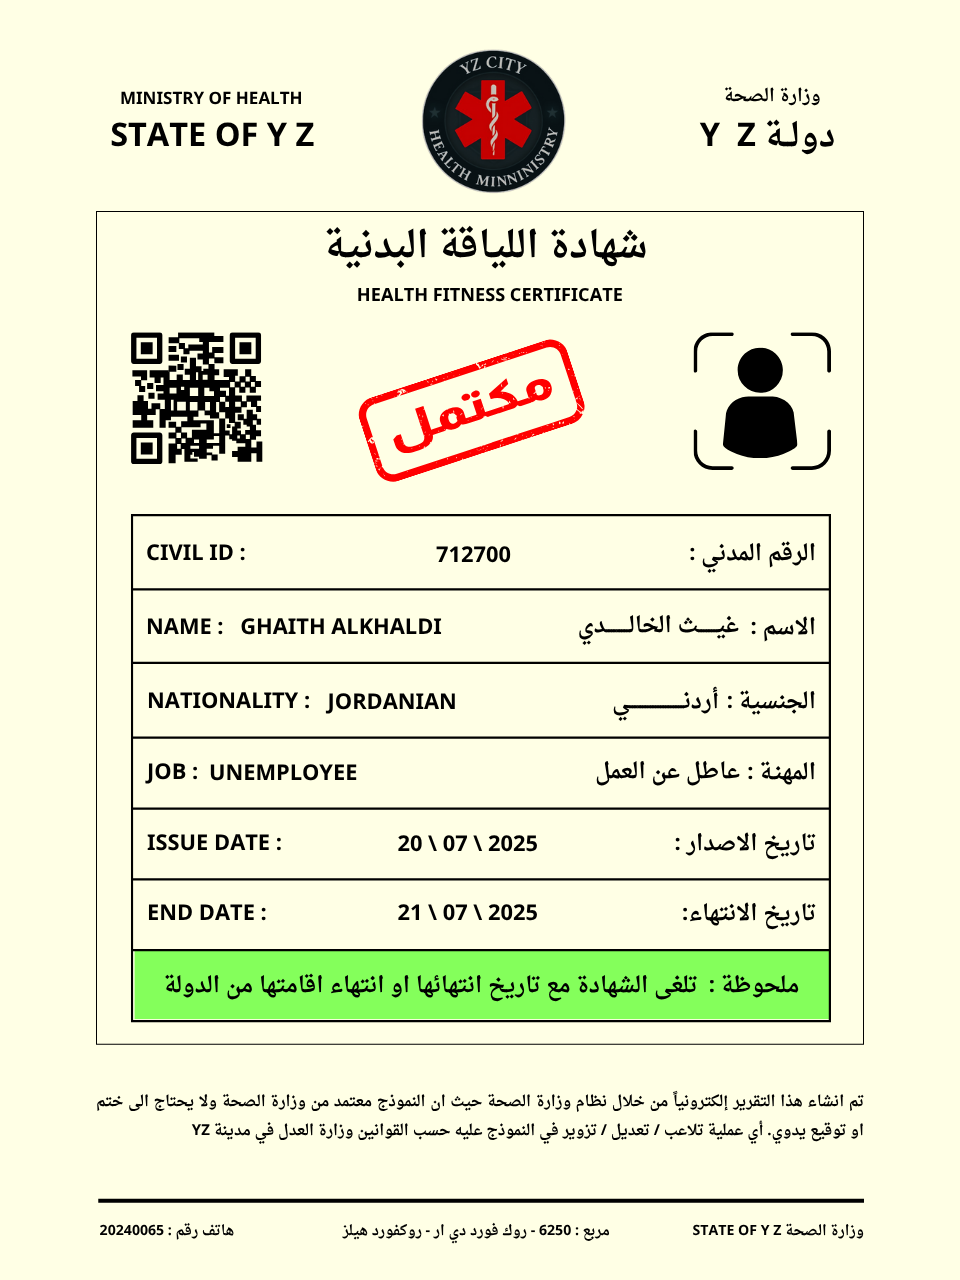 MINISTRY OF HEALTH
STATE OF Y Z
YZ CITY
HEALTH MINNINISTRY
وزارة الصحة
دولة Y Z
شهادة اللياقة البدنية
HEALTH FITNESS CERTIFICATE
مكتمل
CIVIL ID : 712700 الرقم المدني :
NAME : GHAITH ALKHALDI الاسم : غيـــث الخالــــدي
NATIONALITY : JORDANIAN الجنسية : أردنـــــــــي
JOB : UNEMPLOYEE المهنة : عاطل عن العمل
ISSUE DATE : 20 \ 07 \ 2025 تاريخ الاصدار :
END DATE : 21 \ 07 \ 2025 تاريخ الانتهاء:
ملحوظة : تلغى الشهادة مع تاريخ انتهائها او انتهاء اقامتها من الدولة
تم انشاء هذا التقرير إلكترونياً من خلال نظام وزارة الصحة حيث ان النموذج معتمد من وزارة الصحة ولا يحتاج الى ختم
او توقيع يدوي. أي عملية تلاعب / تعديل / تزوير في النموذج عليه حسب القوانين وزارة العدل في مدينة YZ
وزارة الصحة STATE OF Y Z مربع : 6250 - روك فورد دي ار - روكفورد هيلز هاتف رقم : 20240065